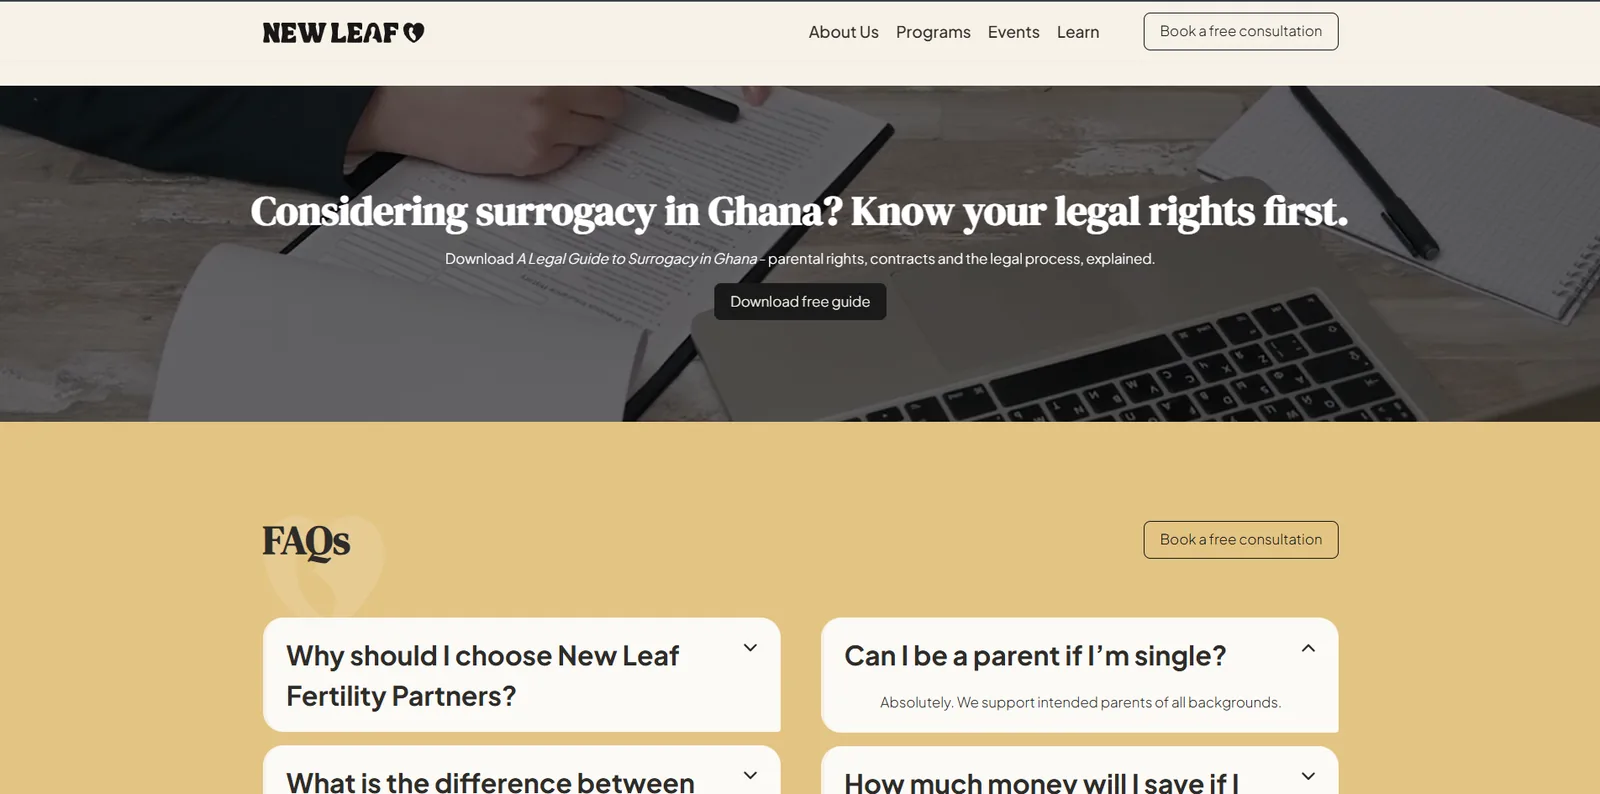 NEW LEAF
About Us
Programs
Events
Learn
Book a free consultation
Considering surrogacy in Ghana? Know your legal rights first.
Download A Legal Guide to Surrogacy in Ghana - parental rights, contracts and the legal process, explained.
Download free guide
FAQs
Book a free consultation
Why should I choose New Leaf
Fertility Partners?
Can I be a parent if I’m single?
Absolutely. We support intended parents of all backgrounds.
What is the difference between
How much money will I save if I